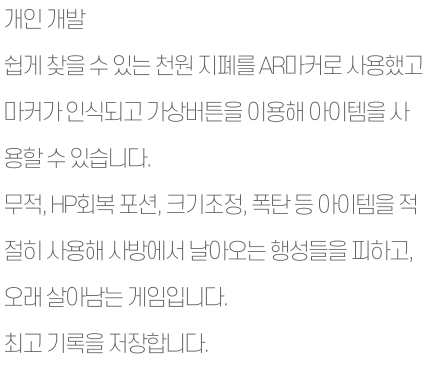 개인 개발
쉽게 찾을 수 있는 천원 지폐를 AR마커로 사용했고
마커가 인식되고 가상버튼을 이용해 아이템을 사
용할 수 있습니다.
무적, HP회복 포션, 크기조정, 폭탄 등 아이템을 적
절히 사용해 사방에서 날아오는 행성들을 피하고,
오래 살아남는 게임입니다.
최고 기록을 저장합니다.